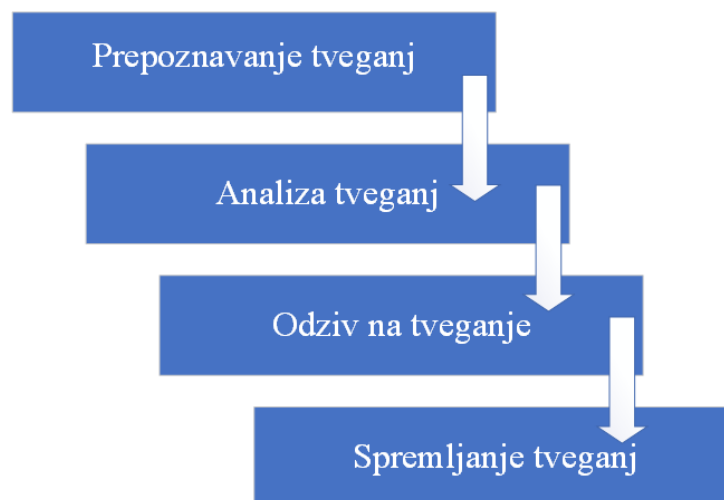 Prepoznavanje tveganj
Analiza tveganj
Odziv na tveganje
Spremljanje tveganj